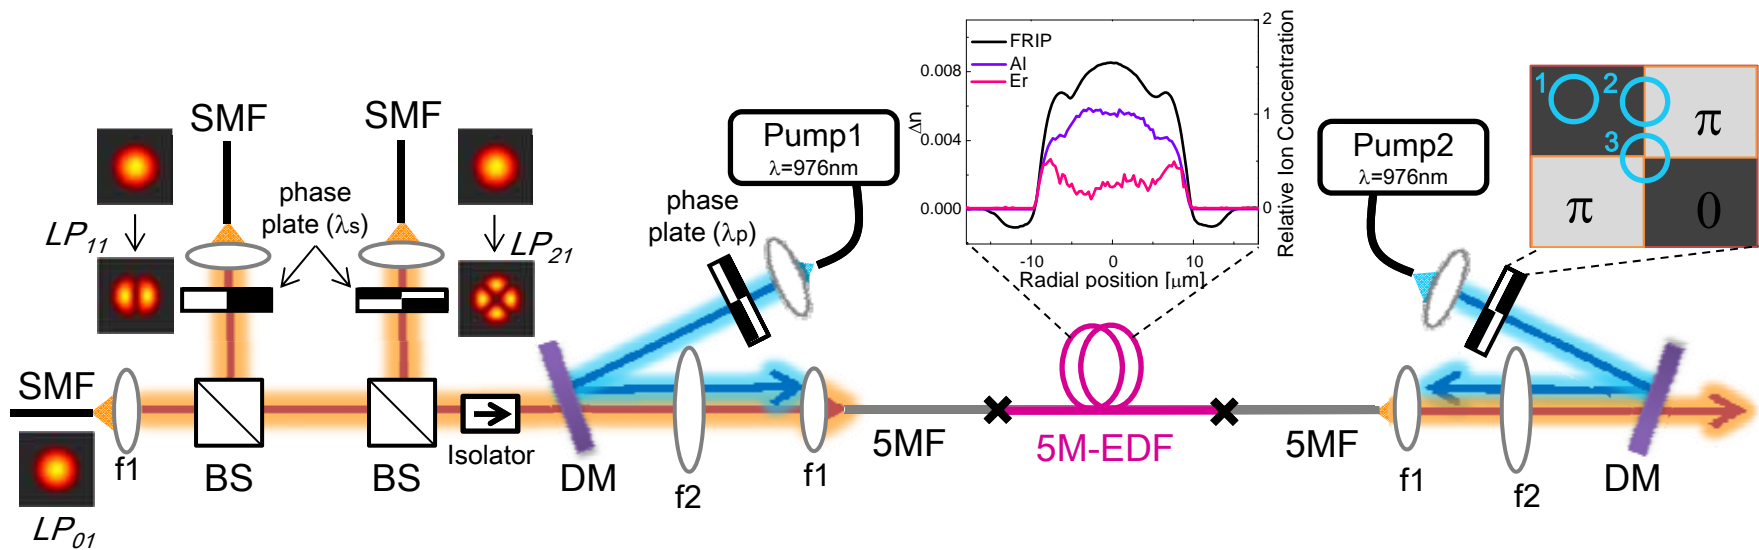 SMF
SMF
phase
plate (λs)
LP11
LP21
SMF
LP01
f1
BS
BS
Isolator
DM
f2
f1
phase
plate (λp)
Pump1
λ=976nm
FRIP
Al
Er
Δn
0.008
0.004
0.000
-10
0
10
Radial position [μm]
2
1
0
Relative Ion Concentration
5MF
5M-EDF
5MF
Pump2
λ=976nm
1
2
3
π
π
0
f1
f2
DM